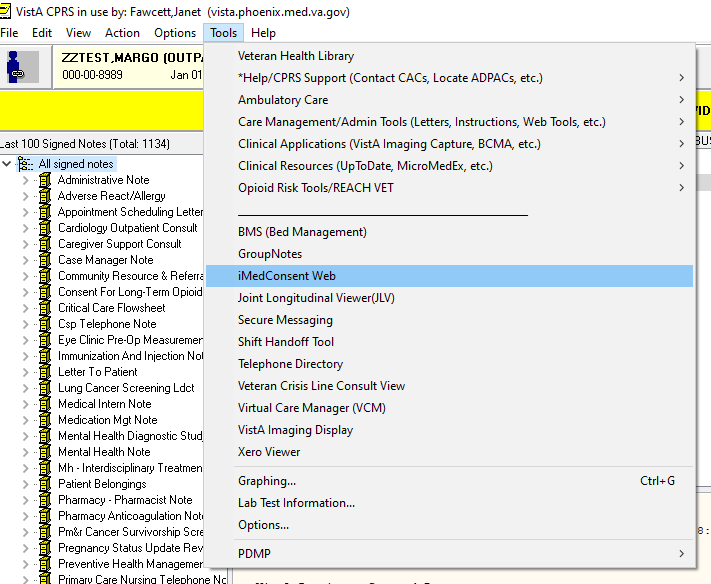 VistA CPRS in use by: Fawcett,Janet (vista.phoenix.med.va.gov)
File Edit View Action Options Tools Help
ZZTEST,MARGO (OUTPA
000-00-8989 Jan 01
Last 100 Signed Notes (Total: 1134)
All signed notes
Administrative Note
Adverse React/Allergy
Appointment Scheduling Letter
Cardiology Outpatient Consult
Caregiver Support Consult
Case Manager Note
Community Resource & Referra
Consent For Long-Term Opioid
Critical Care Flowsheet
Csp Telephone Note
Eye Clinic Pre-Op Measuremen
Immunization And Injection Not
Letter To Patient
Lung Cancer Screening Ldct
Medical Intern Note
Medication Mgt Note
Mental Health Diagnostic Stud
Mental Health Note
Mh - Interdisciplinary Treatmen
Patient Belongings
Pharmacy - Pharmacist Note
Pharmacy Anticoagulation Note
Pm&r Cancer Survivorship Scre
Pregnancy Status Update Rev
Preventive Health Managemen
Primary Care Nursing Telephone Nc
Veteran Health Library
*Help/CPRS Support (Contact CACs, Locate ADPACs, etc.)
Ambulatory Care
Care Management/Admin Tools (Letters, Instructions, Web Tools, etc.)
Clinical Applications (VistA Imaging Capture, BCMA, etc.)
Clinical Resources (UpToDate, MicroMedEx, etc.)
Opioid Risk Tools/REACH VET
BMS (Bed Management)
GroupNotes
iMedConsent Web
Joint Longitudinal Viewer(JLV)
Secure Messaging
Shift Handoff Tool
Telephone Directory
Veteran Crisis Line Consult View
Virtual Care Manager (VCM)
VistA Imaging Display
Xero Viewer
Graphing... Ctrl+G
Lab Test Information...
Options...
PDMP